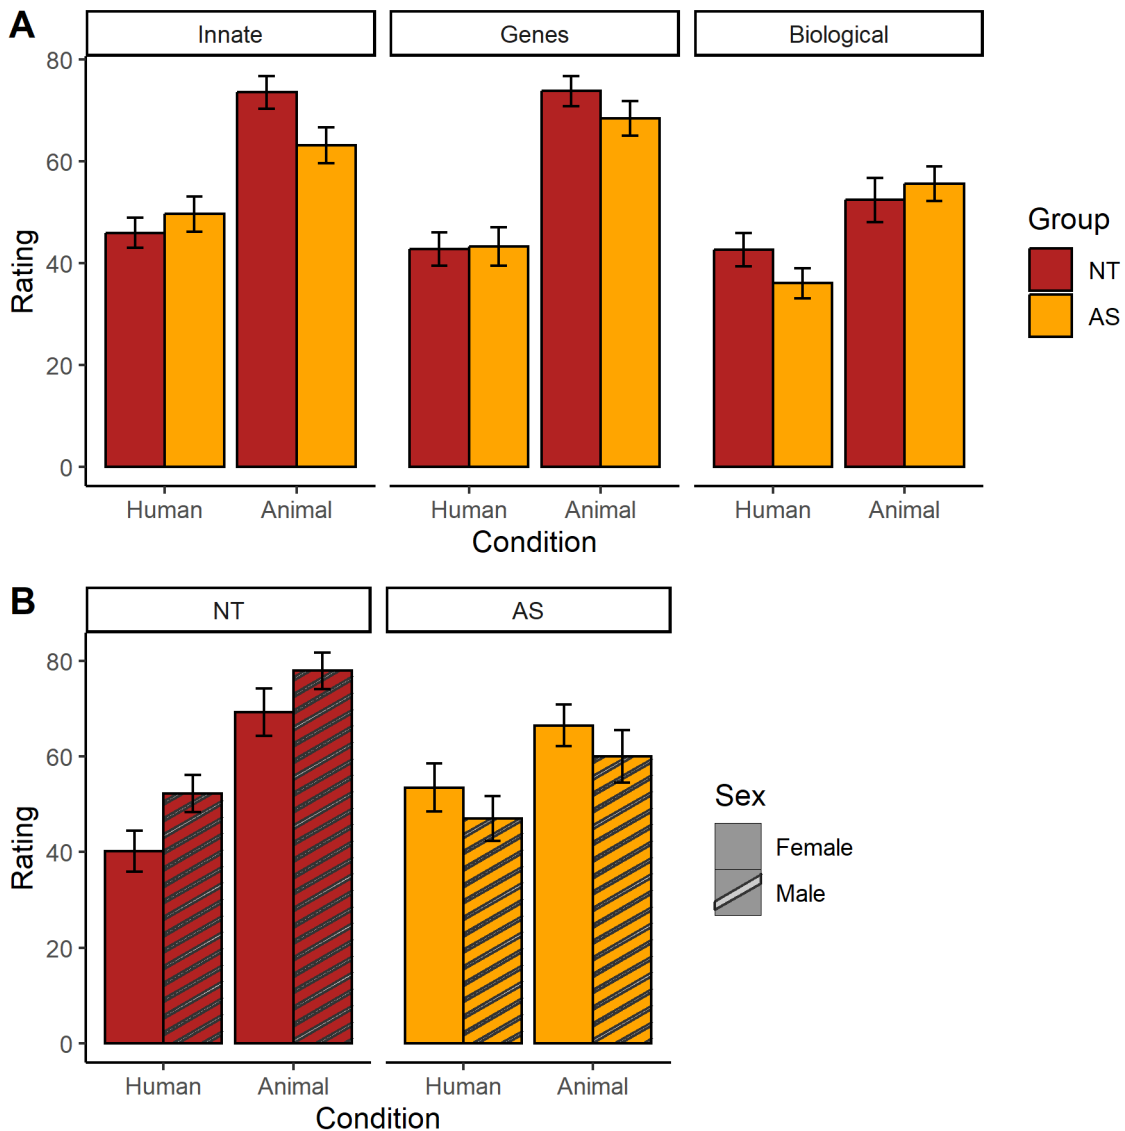 A
Innate Genes Biological
80
60
40
20
0
Rating
Human Animal Human Animal Human Animal
Condition
Group
NT
AS
B
NT AS
80
60
40
20
0
Rating
Human Animal Human Animal
Condition
Sex
Female
Male